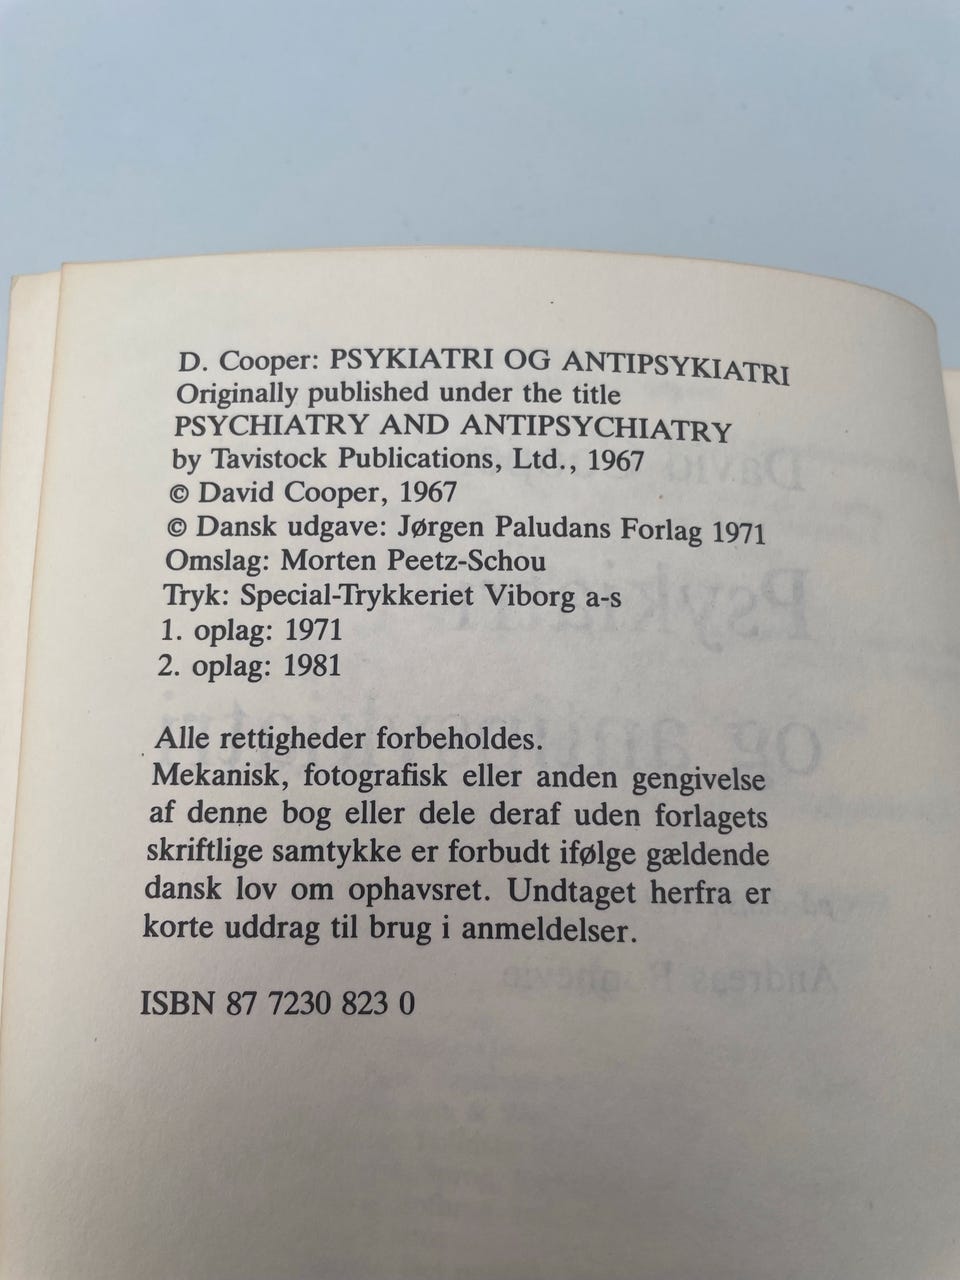 D. Cooper: PSYKIATRI OG ANTIPSYKIATRI
Originally published under the title
PSYCHIATRY AND ANTIPSYCHIATRY
by Tavistock Publications, Ltd., 1967
© David Cooper, 1967
© Dansk udgave: Jørgen Paludans Forlag 1971
Omslag: Morten Peetz-Schou
Tryk: Special-Trykkeriet Viborg a-s
1. oplag: 1971
2. oplag: 1981
Alle rettigheder forbeholdes.
Mekanisk, fotografisk eller anden gengivelse
af denne bog eller dele deraf uden forlagets
skriftlige samtykke er forbudt ifølge gældende
dansk lov om ophavsret. Undtaget herfra er
korte uddrag til brug i anmeldelser.
ISBN 87 7230 823 0